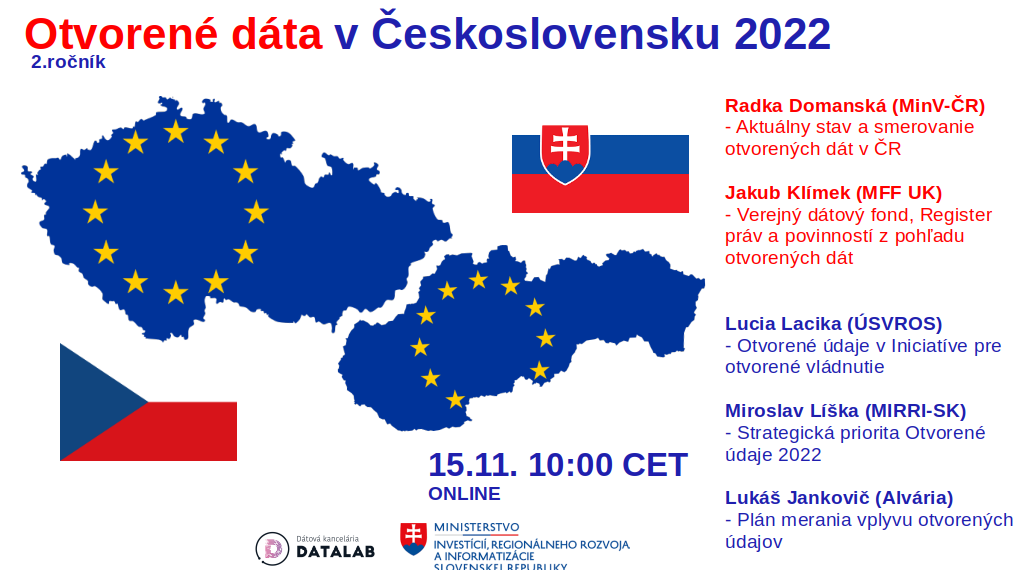 Otvorené dáta v Československu 2022
2.ročník
Radka Domanská (MinV-ČR)
- Aktuálny stav a smerovanie
otvorených dát v ČR
Jakub Klímek (MFF UK)
- Verejný dátový fond, Register
práv a povinností z pohľadu
otvorených dát
Lucia Lacika (ÚSVROS)
- Otvorené údaje v Iniciatíve pre
otvorené vládnutie
Miroslav Líška (MIRRI-SK)
- Strategická priorita Otvorené
údaje 2022
Lukáš Jankovič (Alvária)
- Plán merania vplyvu otvorených
údajov
15.11. 10:00 CET
ONLINE
Dátová kancelária
DATALAB
MINISTERSTVO
INVESTÍCIÍ, REGIONÁLNEHO ROZVOJA
A INFORMATIZÁCIE
SLOVENSKEJ REPUBLIKY